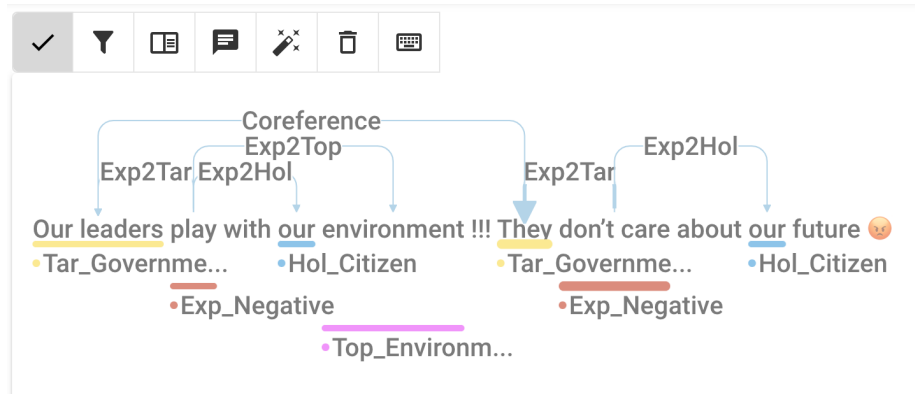 Coreference
Exp2Top Exp2Hol
Exp2Tar Exp2Hol Exp2Tar
Our leaders play with our environment !!! They don’t care about our future 😡
Tar_Governme... Hol_Citizen Tar_Governme... Hol_Citizen
Exp_Negative Exp_Negative
Top_Environm...